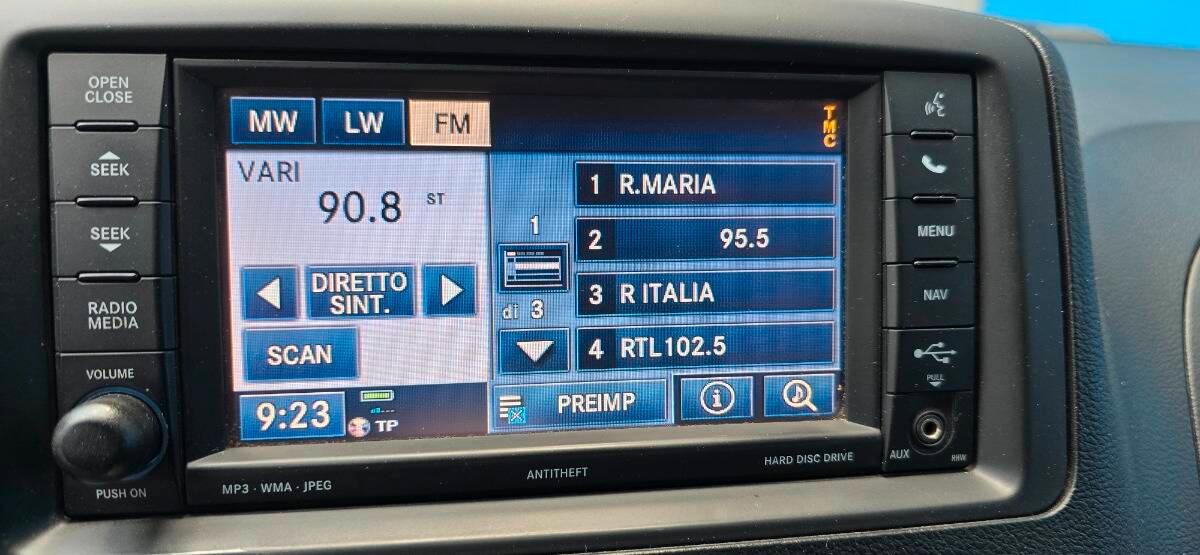 OPEN
CLOSE
SEEK
SEEK
RADIO
MEDIA
VOLUME
PUSH ON
MW LW FM
TMC
VARI
90.8 ST
DIRETTO
SINT.
SCAN
9:23
TP
1
di 3
1 R.MARIA
2 95.5
3 R ITALIA
4 RTL102.5
PREIMP
i
MENU
NAV
PULL
AUX RHW
MP3 · WMA · JPEG
ANTITHEFT
HARD DISC DRIVE